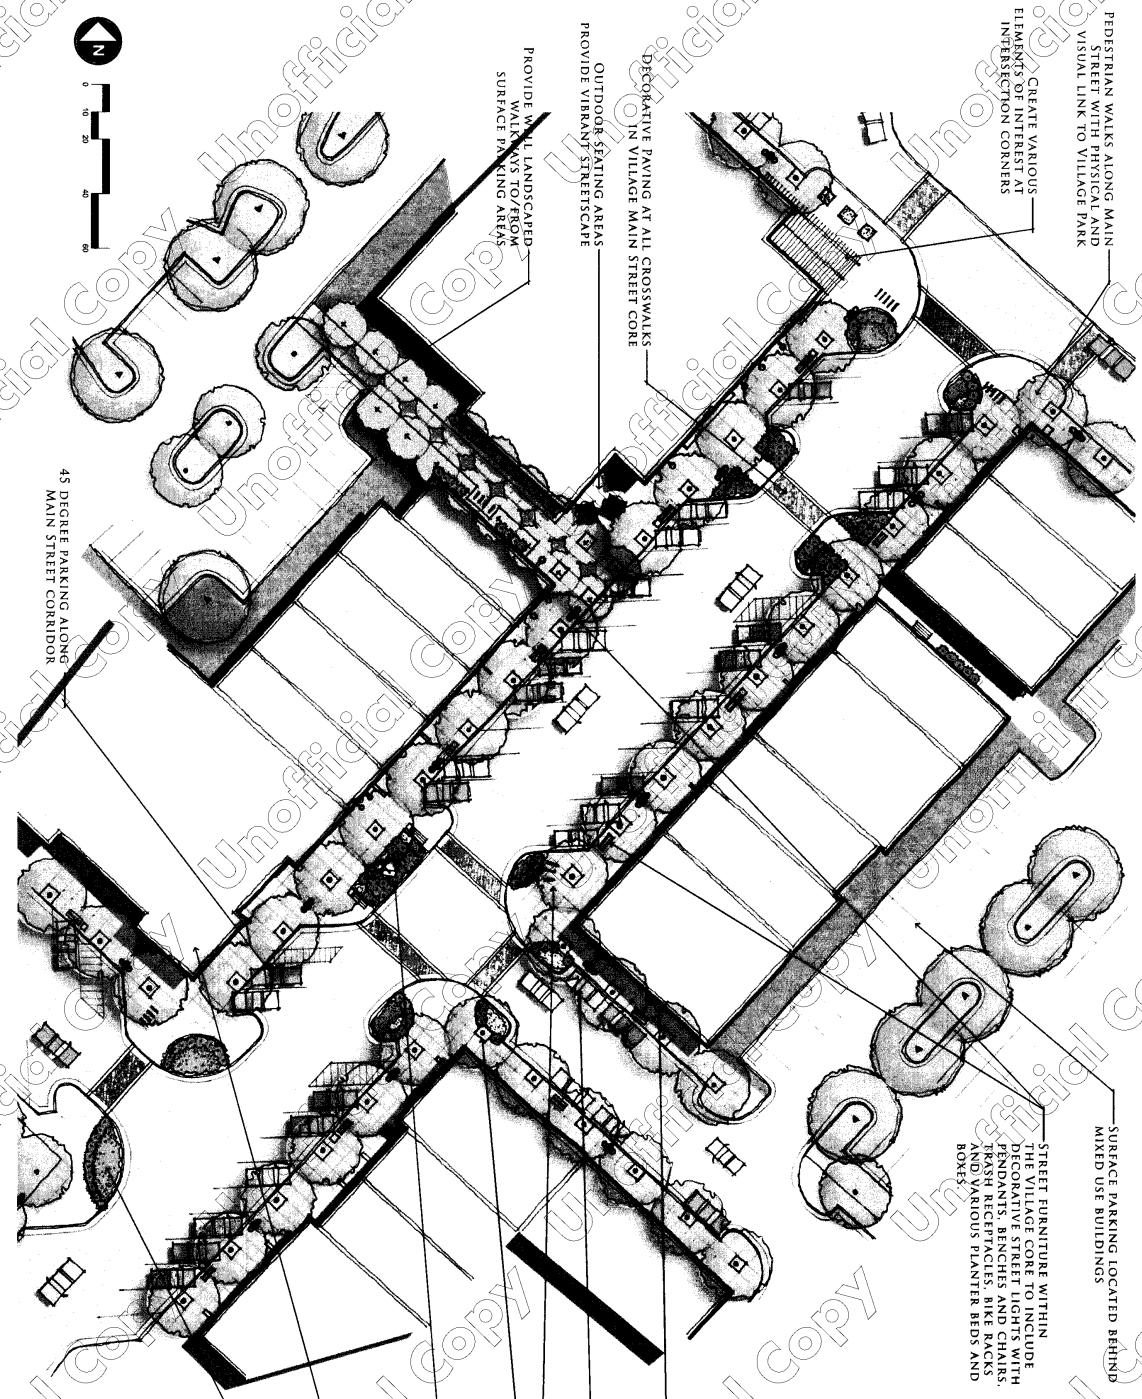 PEDESTRIAN WALKS ALONG MAIN
STREET WITH PHYSICAL AND
VISUAL LINK TO VILLAGE PARK
CREATE VARIOUS
ELEMENTS OF INTEREST AT
INTERSECTION CORNERS
DECORATIVE PAVING AT ALL CROSSWALKS
IN VILLAGE MAIN STREET CORE
OUTDOOR SEATING AREAS
PROVIDE VIBRANT STREETSCAPE
PROVIDE WELL LANDSCAPED
WALKWAYS TO/FROM
SURFACE PARKING AREAS
N
0 10 20 40 60
45 DEGREE PARKING ALONG
MAIN STREET CORRIDOR
SURFACE PARKING LOCATED BEHIND
MIXED USE BUILDINGS
STREET FURNITURE WITHIN
THE VILLAGE CORE TO INCLUDE
DECORATIVE STREET LIGHTS WITH
PENDANTS, BENCHES AND CHAIRS,
TRASH RECEPTACLES, BIKE RACKS
AND VARIOUS PLANTER BEDS AND
BOXES
Unofficial Copy